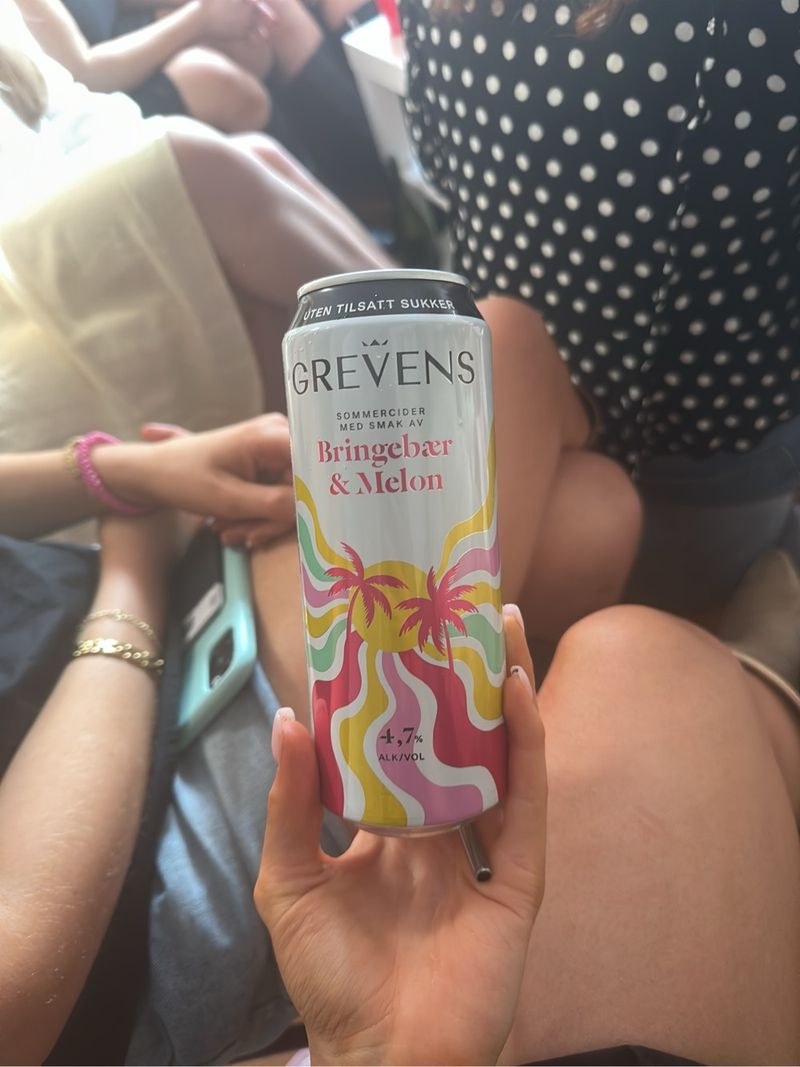 UTEN TILSATT SUKKER
GREVENS
SOMMERCIDER
MED SMAK AV
Bringebær
& Melon
4,7%
ALK/VOL